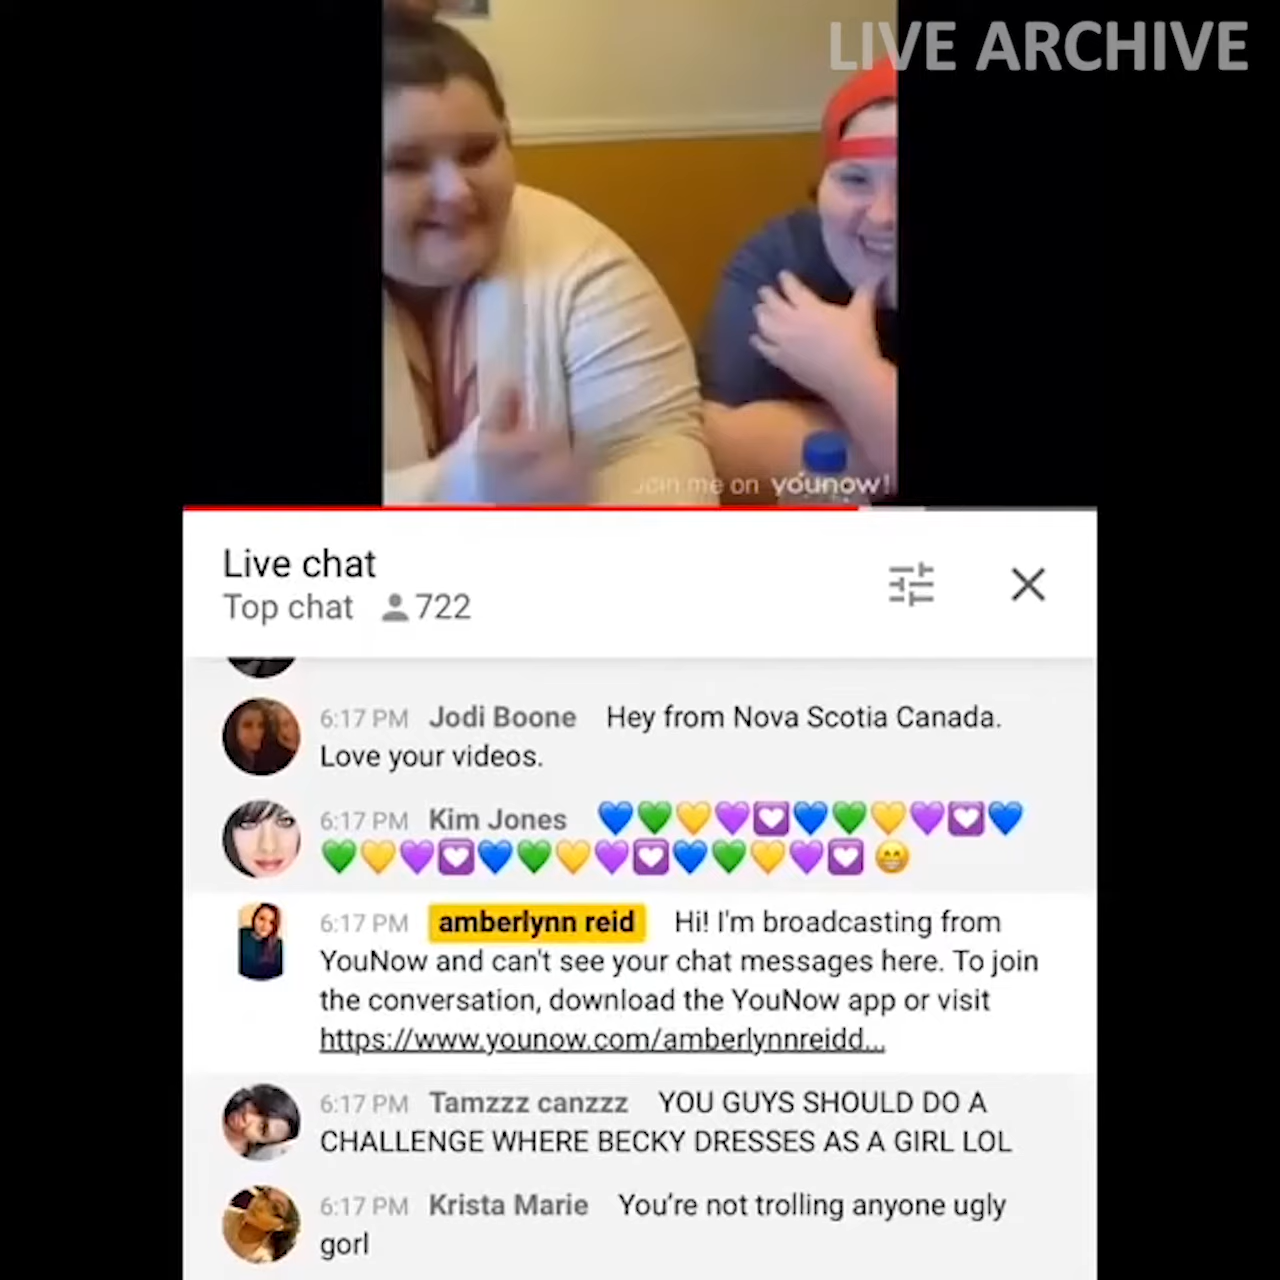 LIVE ARCHIVE
Join me on younow!
Live chat
Top chat 722
6:17 PM Jodi Boone Hey from Nova Scotia Canada.
Love your videos.
6:17 PM Kim Jones 💙💚💛💜💟💙💚💛💜💟💙
💚💛💜💟💙💚💛💜💟💙💚💛💜💟 😁
6:17 PM amberlynn reid Hi! I'm broadcasting from
YouNow and can't see your chat messages here. To join
the conversation, download the YouNow app or visit
https://www.younow.com/amberlynnreidd...
6:17 PM Tamzzz canzzz YOU GUYS SHOULD DO A
CHALLENGE WHERE BECKY DRESSES AS A GIRL LOL
6:17 PM Krista Marie You're not trolling anyone ugly
gorl